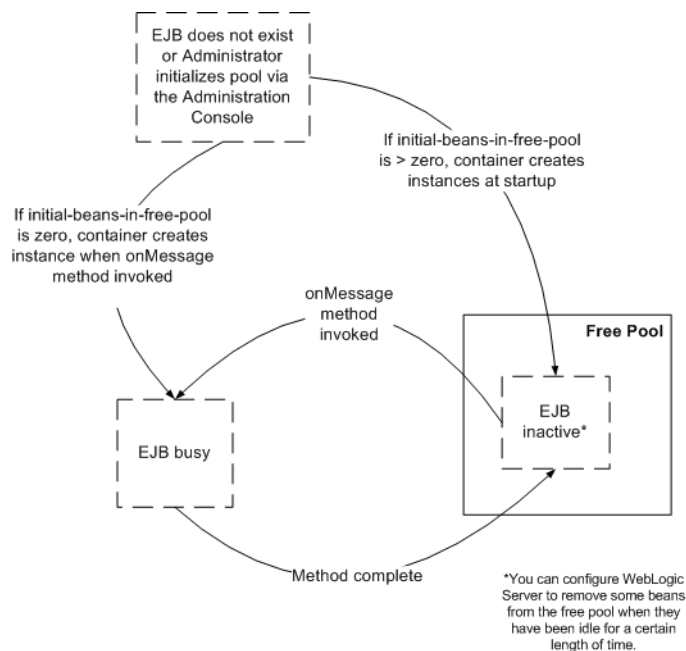 EJB does not exist
or Administrator
initializes pool via
the Administration
Console
If initial-beans-in-free-pool
is > zero, container creates
instances at startup
If initial-beans-in-free-pool
is zero, container creates
instance when onMessage
method invoked
onMessage
method
invoked
Free Pool
EJB
inactive*
EJB busy
Method complete
*You can configure WebLogic
Server to remove some beans
from the free pool when they
have been idle for a certain
length of time.